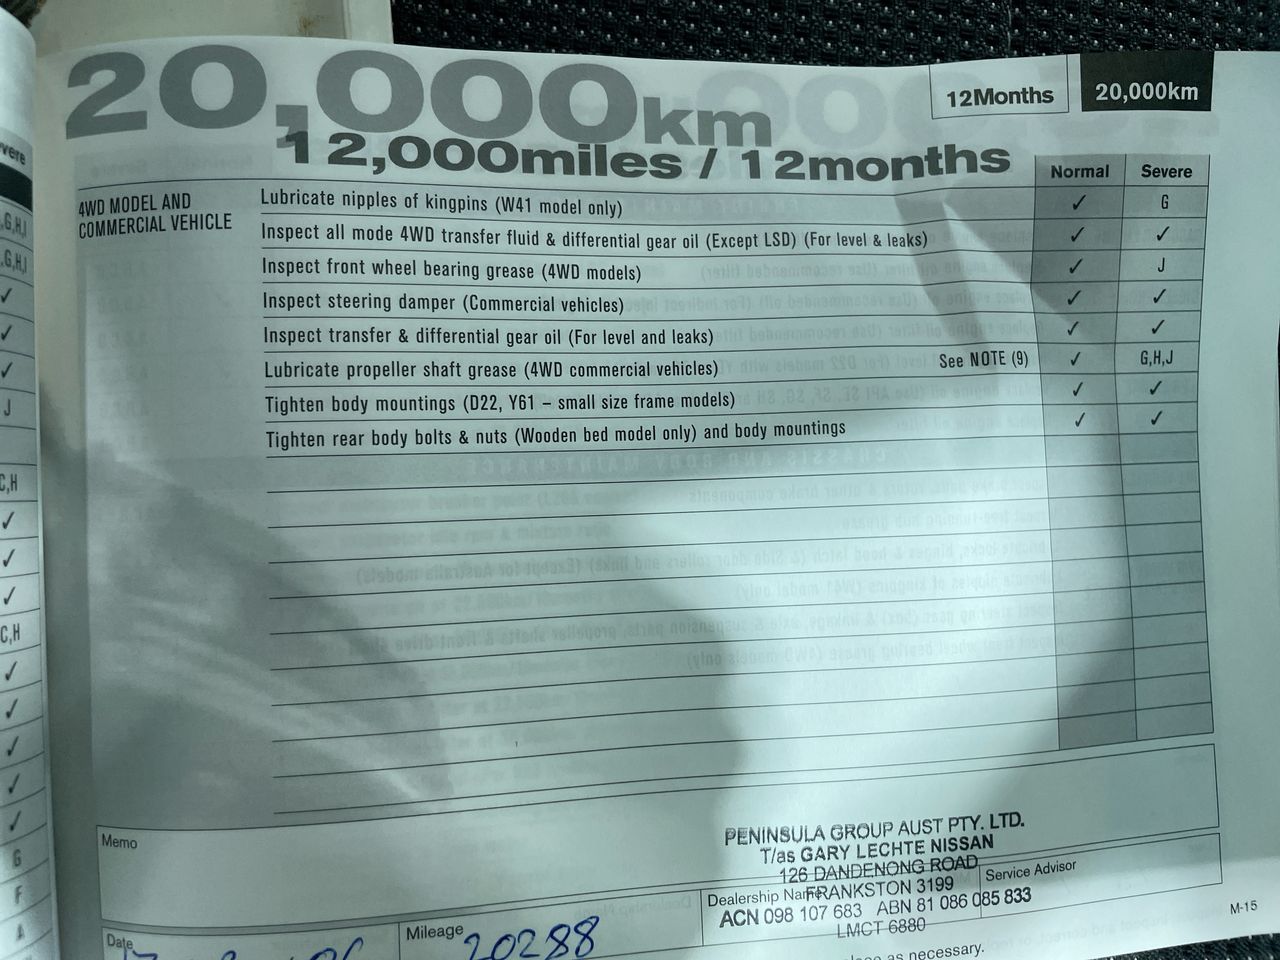 20,000km
12Months 20,000km
12,000miles / 12months
Normal Severe
4WD MODEL AND
COMMERCIAL VEHICLE
Lubricate nipples of kingpins (W41 model only) ✓ G
Inspect all mode 4WD transfer fluid & differential gear oil (Except LSD) (For level & leaks) ✓ ✓
Inspect front wheel bearing grease (4WD models) ✓ J
Inspect steering damper (Commercial vehicles) ✓ ✓
Inspect transfer & differential gear oil (For level and leaks) ✓ ✓
Lubricate propeller shaft grease (4WD commercial vehicles) See NOTE (9) ✓ G,H,J
Tighten body mountings (D22, Y61 – small size frame models) ✓ ✓
Tighten rear body bolts & nuts (Wooden bed model only) and body mountings ✓ ✓
Memo
PENINSULA GROUP AUST PTY. LTD.
T/as GARY LECHTE NISSAN
126 DANDENONG ROAD
FRANKSTON 3199
ACN 098 107 683 ABN 81 086 085 833
LMCT 6880
Dealership Name
Service Advisor
Date
Mileage 20288
M-15
as necessary.
vere
,G,H,J
,G,H,J
✓
✓
✓
J
C,H
✓
✓
✓
C,H
✓
✓
✓
✓
✓
G
F
A